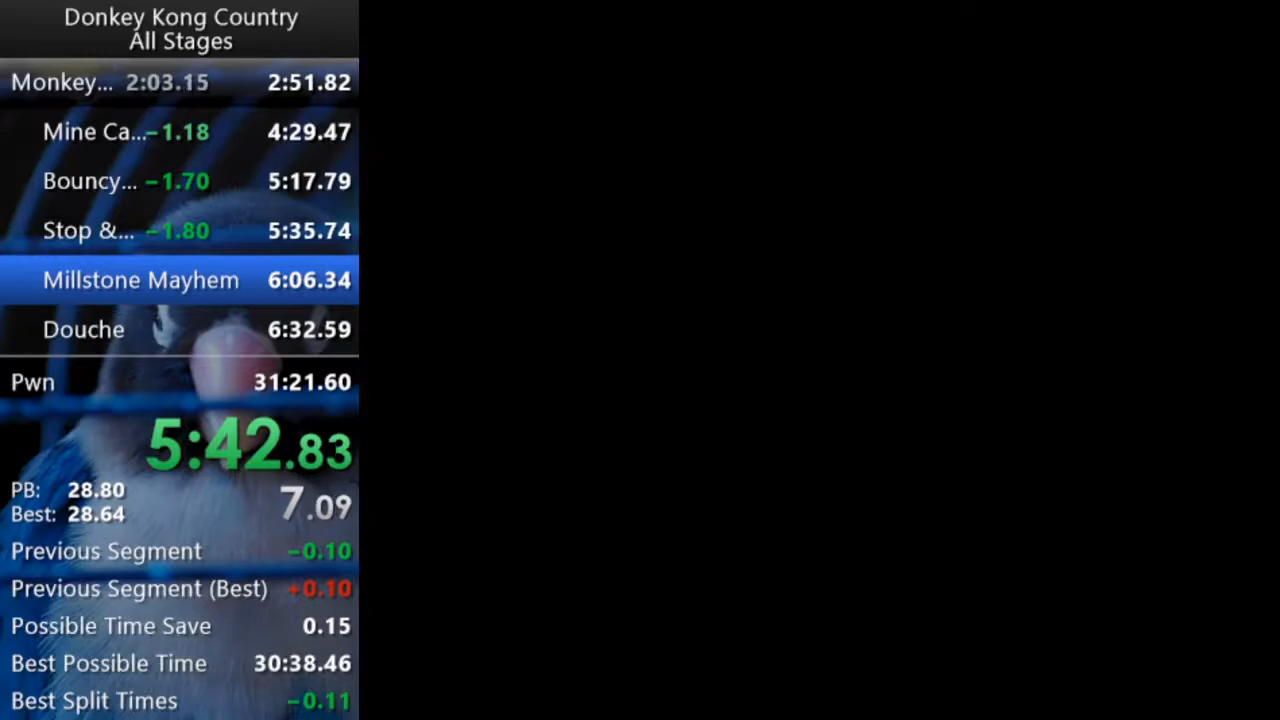 Donkey Kong Country
All Stages
Monkey... 2:03.15 2:51.82
Mine Ca... −1.18 4:29.47
Bouncy... −1.70 5:17.79
Stop &... −1.80 5:35.74
Millstone Mayhem 6:06.34
Douche 6:32.59
Pwn 31:21.60
5:42.83
PB: 28.80
Best: 28.64
7.09
Previous Segment −0.10
Previous Segment (Best) +0.10
Possible Time Save 0.15
Best Possible Time 30:38.46
Best Split Times −0.11